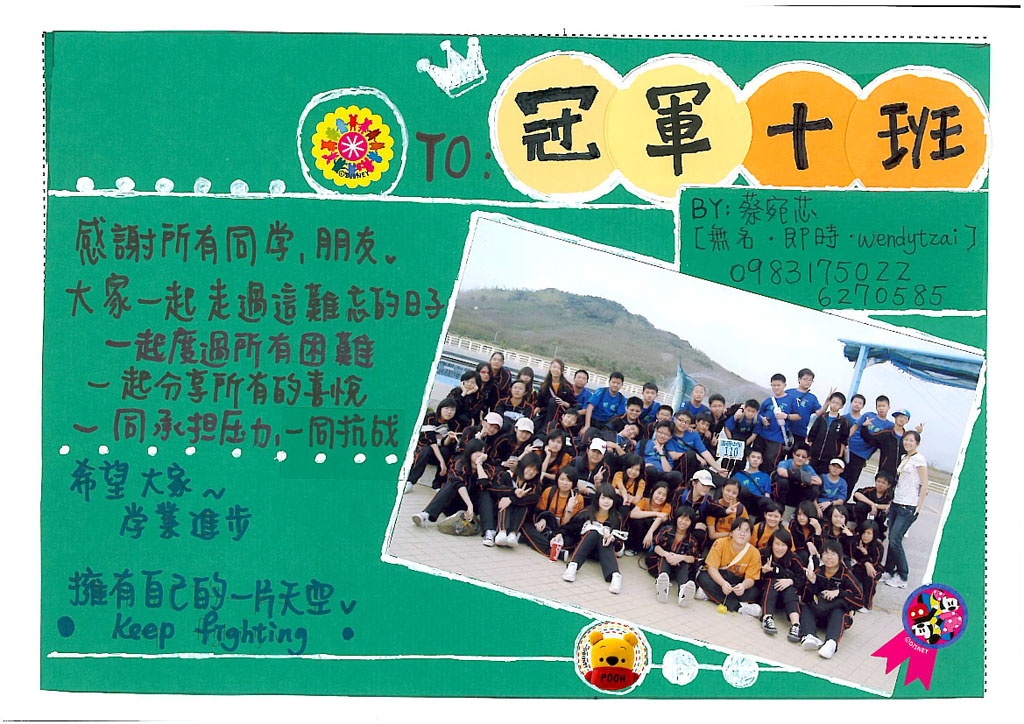 TO: 冠軍十班
©DISNEY
BY: 蔡宛芯
[無名・即時・wendytzai]
0983175022
6270585
感謝所有同学,朋友。
大家一起走過這難忘的日子
一起度過所有困難
一起分享所有的喜悅
一同承担压力,一同抗战
希望大家~
学業進步
擁有自己的一片天空
Keep frighting
110
POOH
©DISNEY